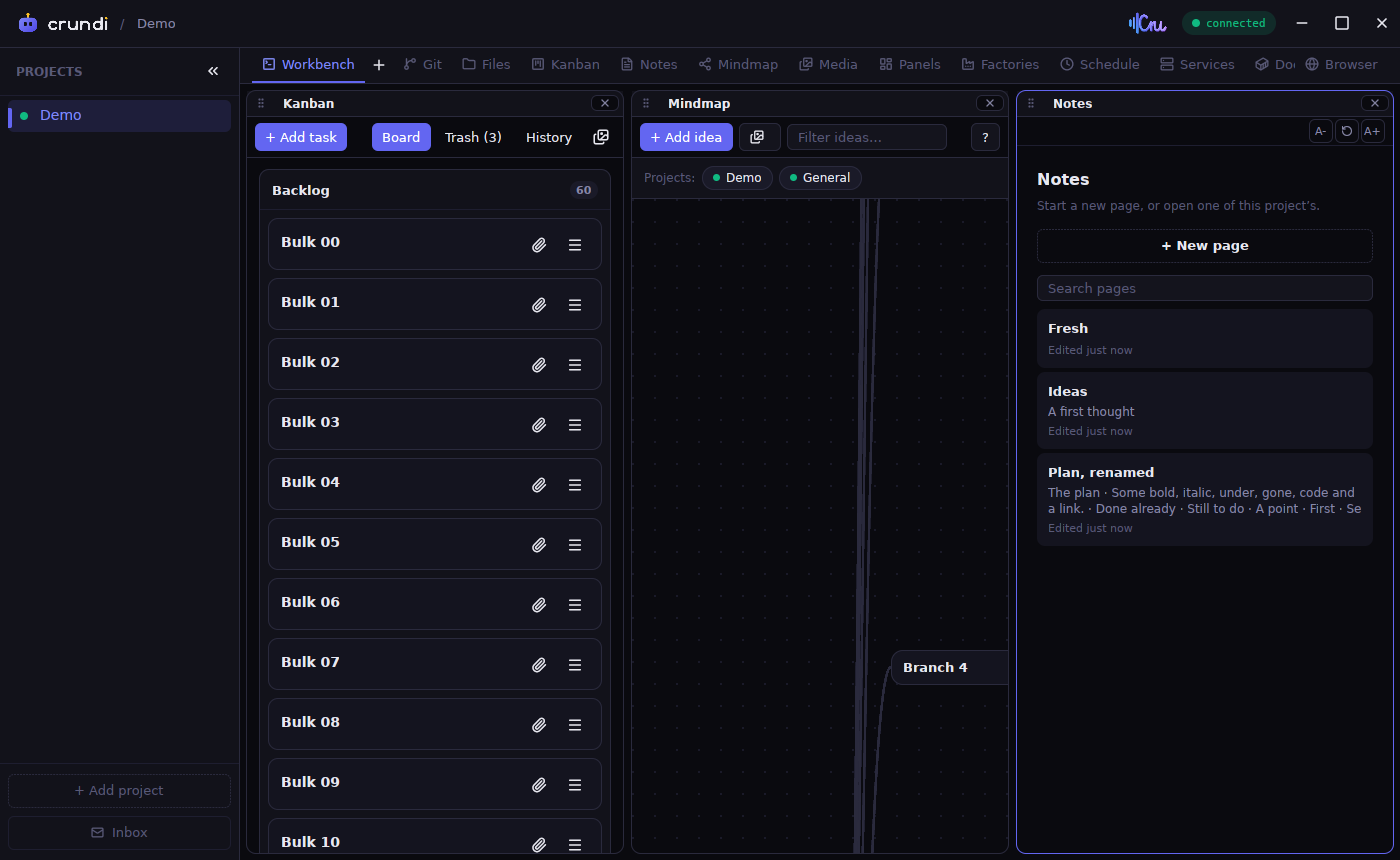 crundi / Demo
Cru
connected
PROJECTS
Demo
+ Add project
Inbox
Workbench + Git Files Kanban Notes Mindmap Media Panels Factories Schedule Services Doc Browser
Kanban
+ Add task Board Trash (3) History
Backlog 60
Bulk 00
Bulk 01
Bulk 02
Bulk 03
Bulk 04
Bulk 05
Bulk 06
Bulk 07
Bulk 08
Bulk 09
Bulk 10
Mindmap
+ Add idea Filter ideas... ?
Projects: Demo General
Branch 4
Notes
A- A+
Notes
Start a new page, or open one of this project's.
+ New page
Search pages
Fresh
Edited just now
Ideas
A first thought
Edited just now
Plan, renamed
The plan · Some bold, italic, under, gone, code and
a link. · Done already · Still to do · A point · First · Se
Edited just now